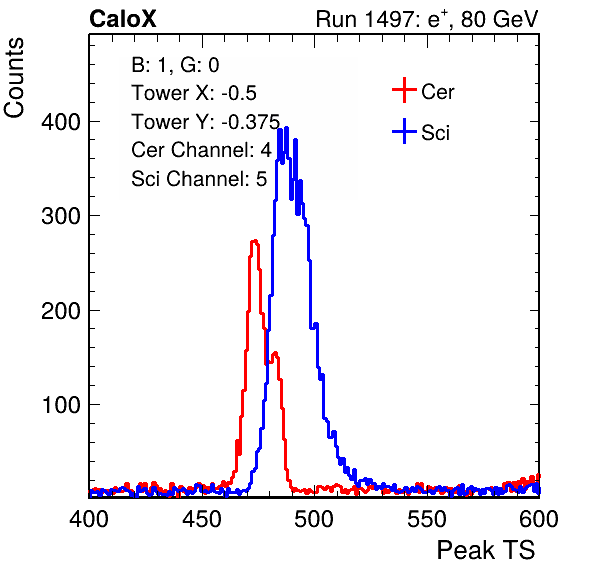 CaloX Run 1497: e⁺, 80 GeV
Counts
B: 1, G: 0
Tower X: -0.5
Tower Y: -0.375
Cer Channel: 4
Sci Channel: 5
Cer
Sci
400
300
200
100
400 450 500 550 600
Peak TS